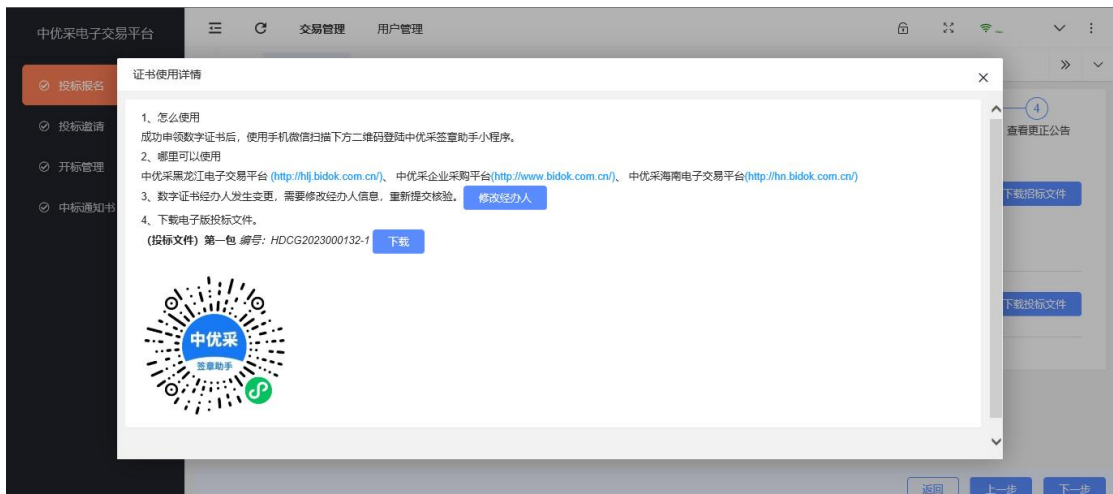 中优采电子交易平台
交易管理
用户管理
投标报名
投标邀请
开标管理
中标通知书
证书使用详情
1、怎么使用
成功申领数字证书后，使用手机微信扫描下方二维码登陆中优采签章助手小程序。
2、哪里可以使用
中优采黑龙江电子交易平台 (http://hlj.bidok.com.cn/)、 中优采企业采购平台(http://www.bidok.com.cn/)、 中优采海南电子交易平台(http://hn.bidok.com.cn/)
3、数字证书经办人发生变更，需要修改经办人信息，重新提交核验。 修改经办人
4、下载电子版投标文件。
(投标文件) 第一包 编号：HDCG2023000132-1 下载
中优采
签章助手
4
查看更正公告
下载招标文件
下载投标文件
返回
上一步
下一步